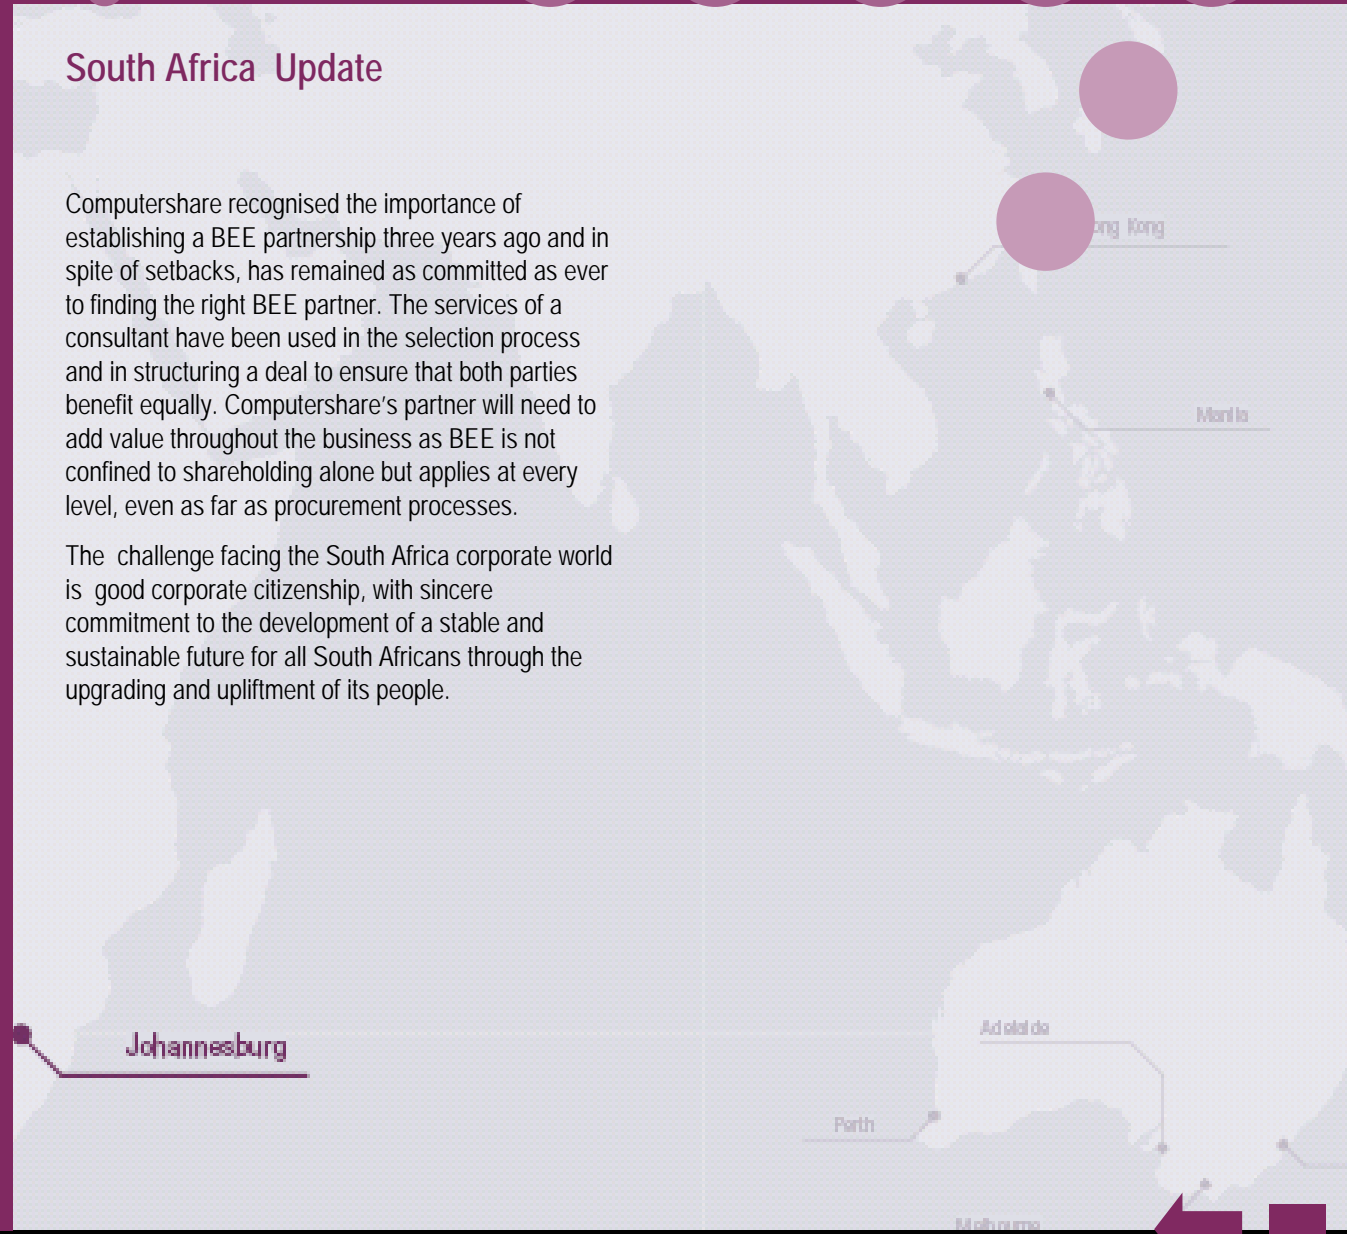 South Africa Update
Computershare recognised the importance of
establishing a BEE partnership three years ago and in
spite of setbacks, has remained as committed as ever
to finding the right BEE partner. The services of a
consultant have been used in the selection process
and in structuring a deal to ensure that both parties
benefit equally. Computershare’s partner will need to
add value throughout the business as BEE is not
confined to shareholding alone but applies at every
level, even as far as procurement processes.
The challenge facing the South Africa corporate world
is good corporate citizenship, with sincere
commitment to the development of a stable and
sustainable future for all South Africans through the
upgrading and upliftment of its people.
Kong
Manila
Johannesburg
Adelaide
Perth
Melbourne